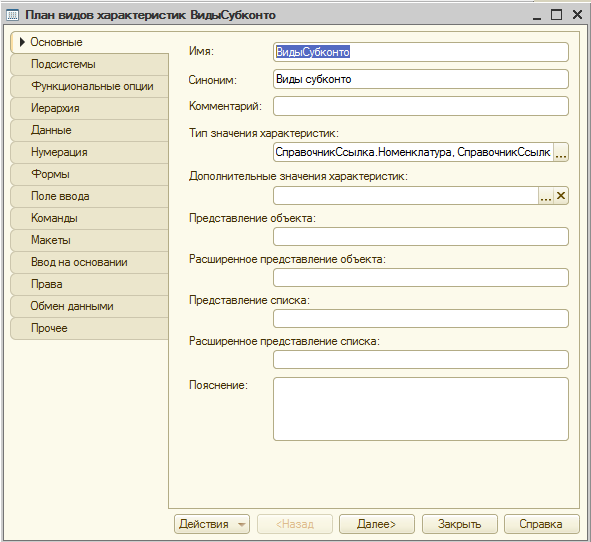 План видов характеристик ВидыСубконто
Основные
Подсистемы
Функциональные опции
Иерархия
Данные
Нумерация
Формы
Поле ввода
Команды
Макеты
Ввод на основании
Права
Обмен данными
Прочее
Имя:
ВидыСубконто
Синоним:
Виды субконто
Комментарий:
Тип значения характеристик:
СправочникСсылка.Номенклатура, СправочникСсылк ...
Дополнительные значения характеристик:
...
Представление объекта:
Расширенное представление объекта:
Представление списка:
Расширенное представление списка:
Пояснение:
Действия
<Назад
Далее>
Закрыть
Справка